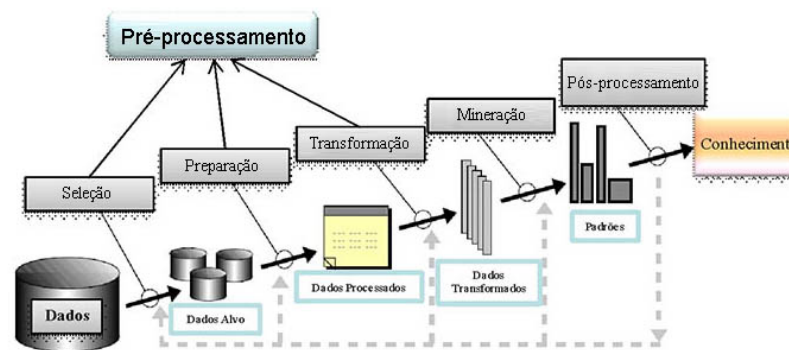 Pré-processamento
Pós-processamento
Mineração
Transformação
Preparação
Seleção
Conheciment
Dados
Dados Alvo
Dados Processados
Dados
Transformados
Padrões